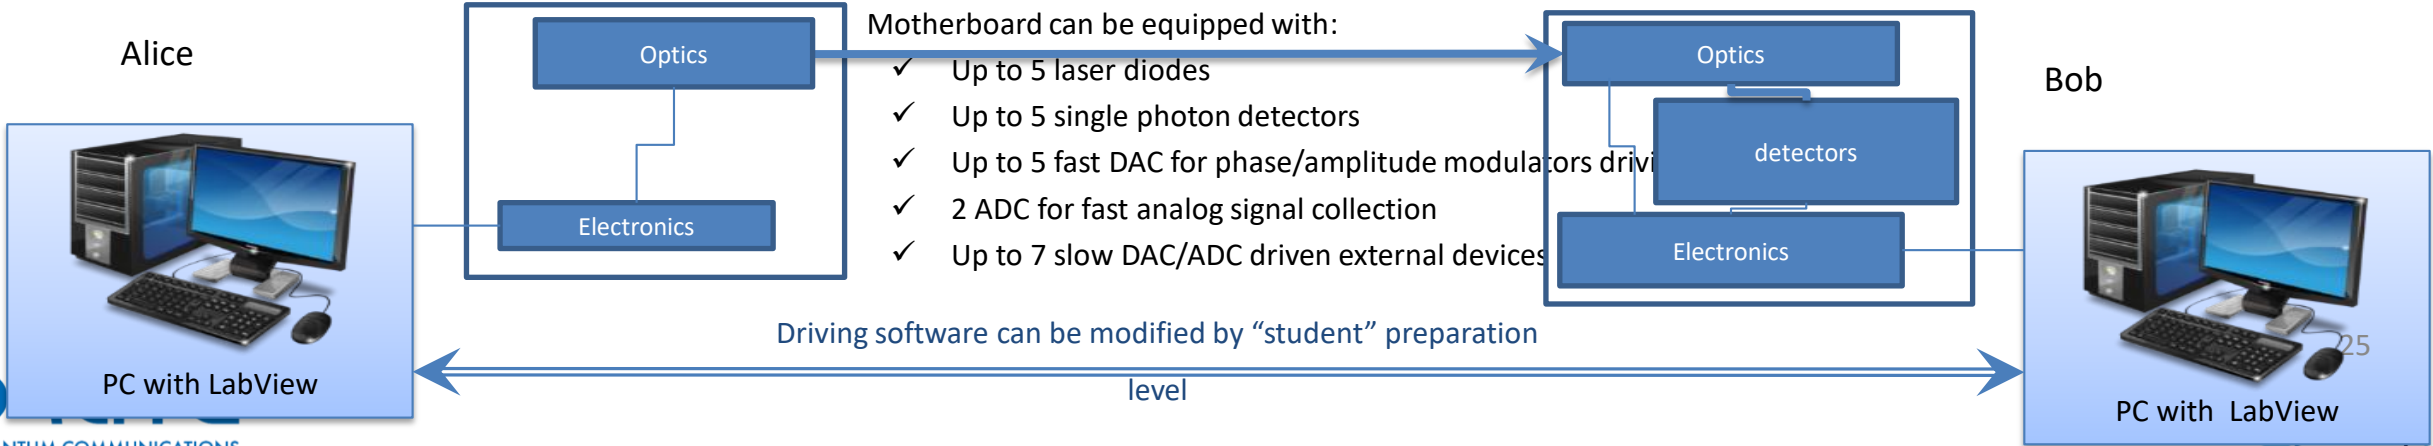 Alice
Optics
Electronics
PC with LabView
Motherboard can be equipped with:
✓ Up to 5 laser diodes
✓ Up to 5 single photon detectors
✓ Up to 5 fast DAC for phase/amplitude modulators drivi
✓ 2 ADC for fast analog signal collection
✓ Up to 7 slow DAC/ADC driven external devices
Optics
detectors
Electronics
Bob
PC with LabView
25
Driving software can be modified by “student” preparation
level
COMMUNICATIONS